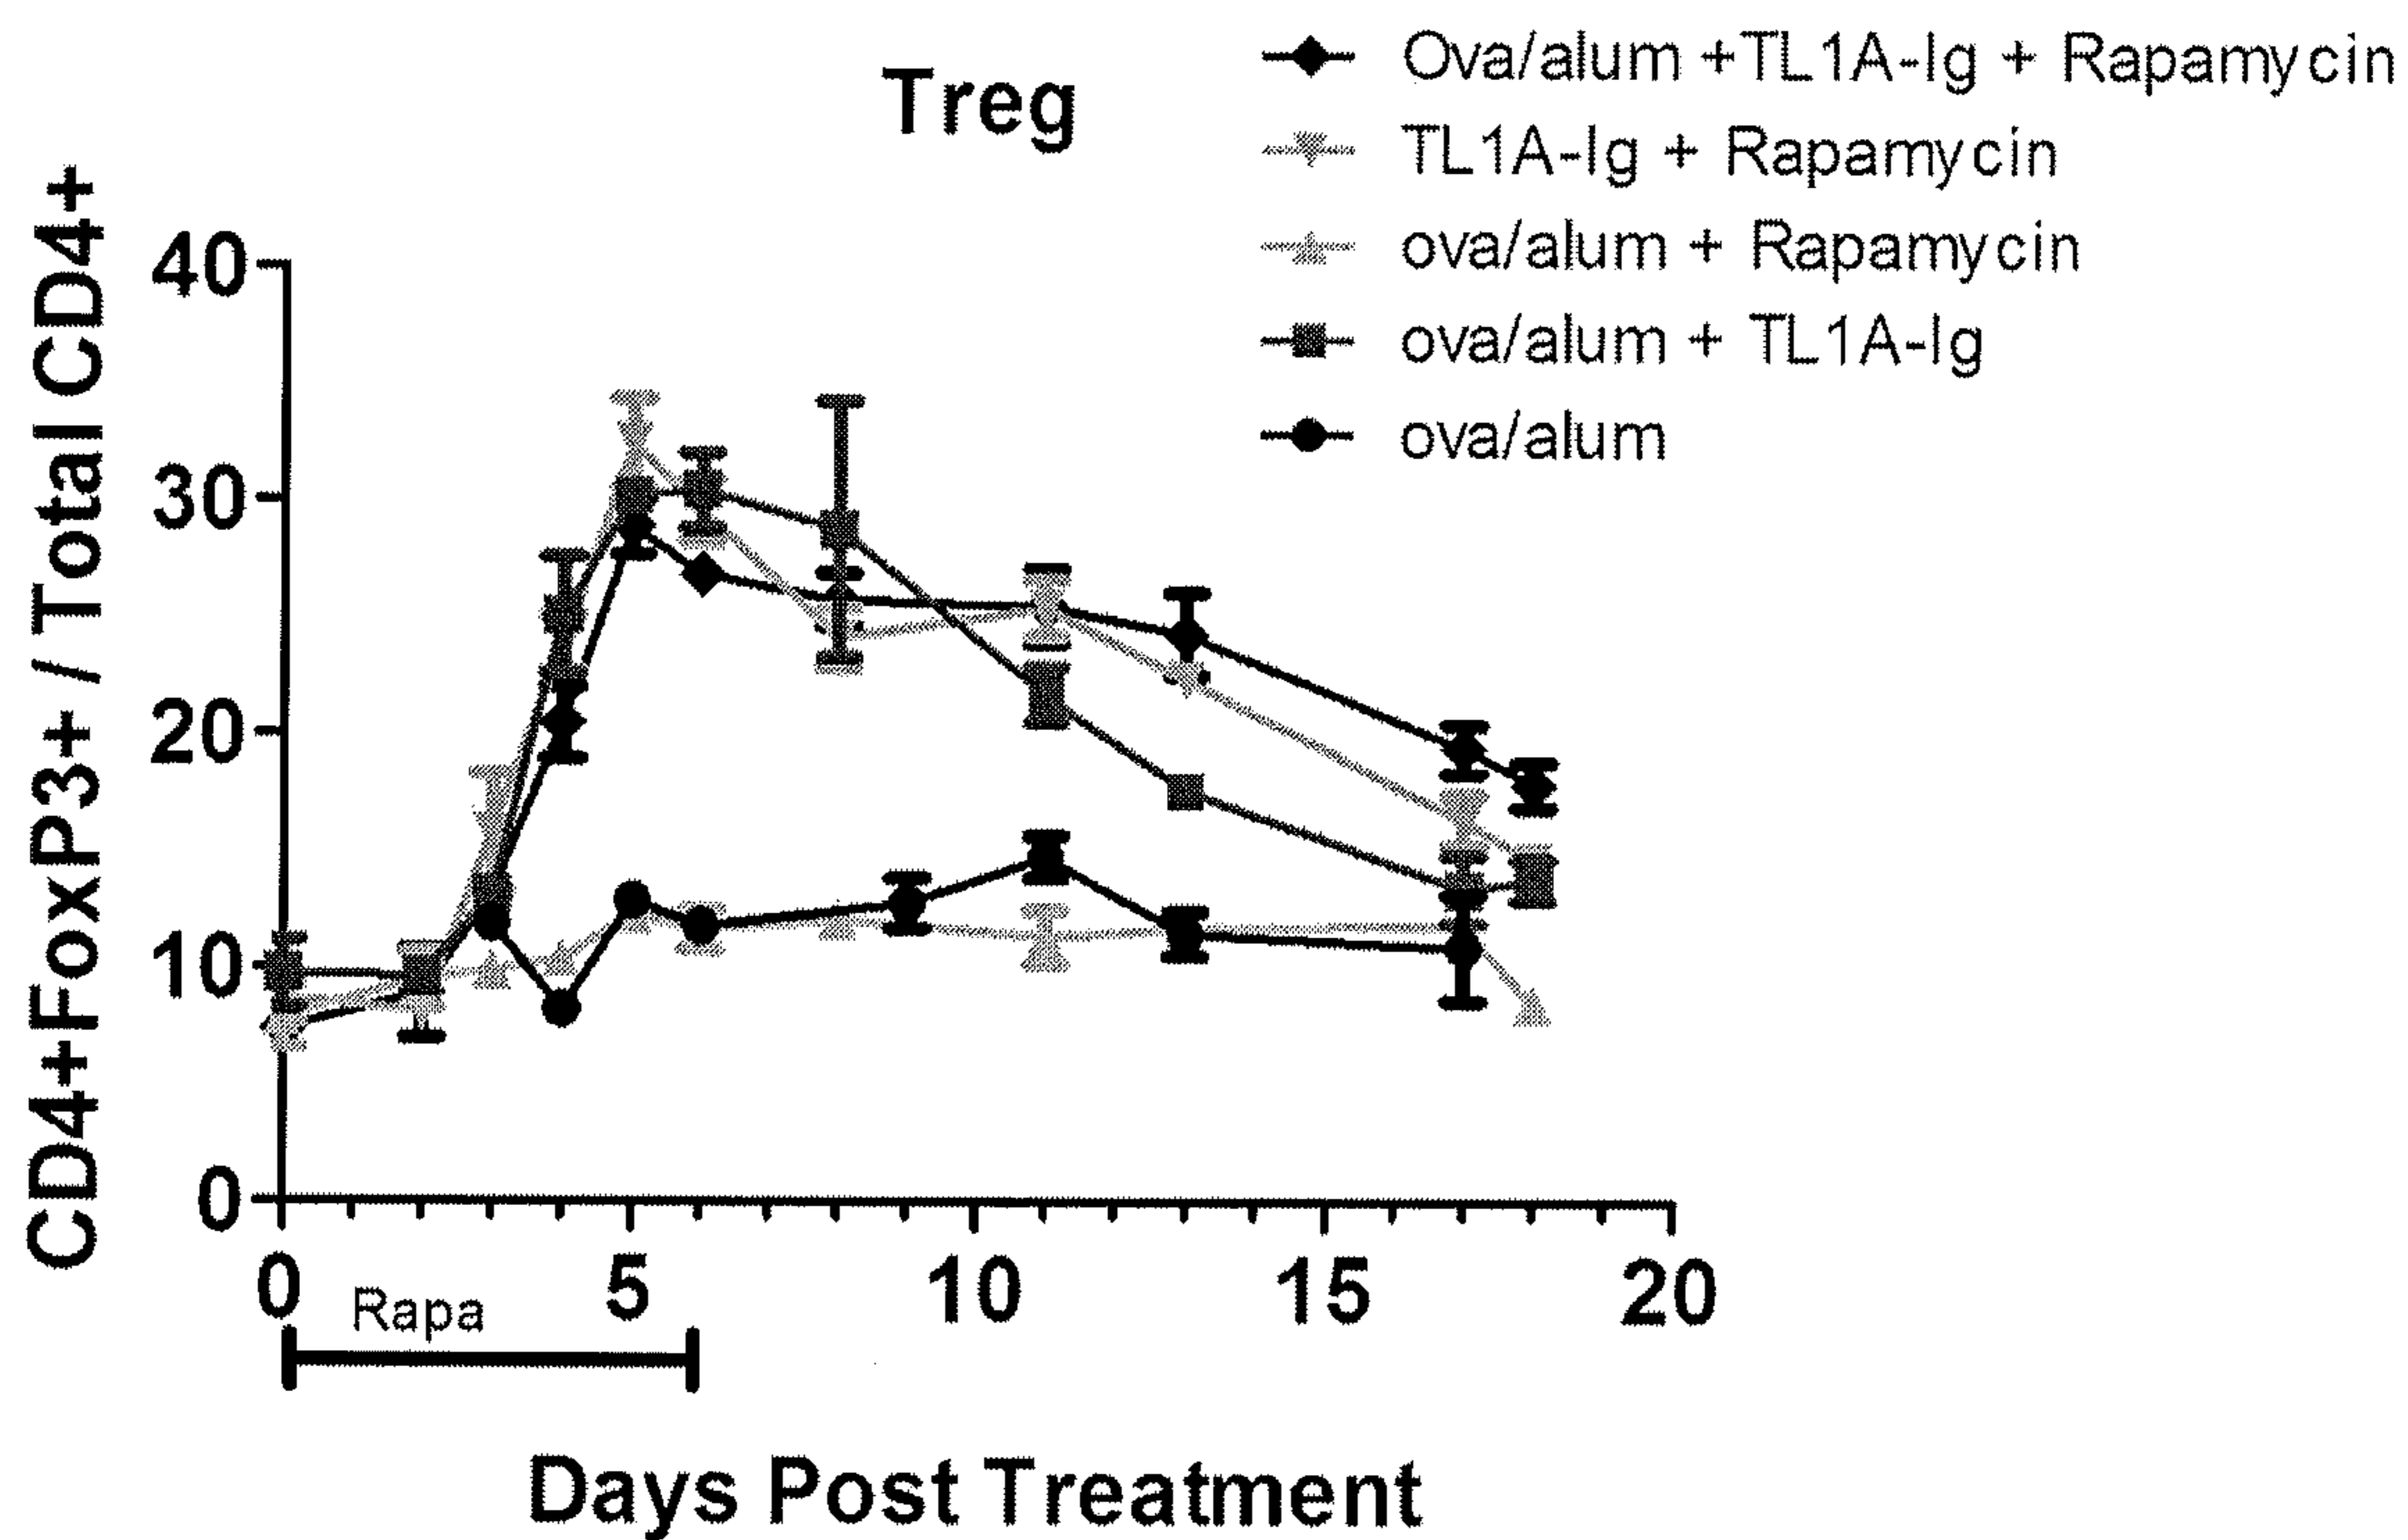 Treg
Ova/alum +TL1A-Ig + Rapamycin
TL1A-Ig + Rapamycin
ova/alum + Rapamycin
ova/alum + TL1A-Ig
ova/alum
CD4+FoxP3+ / Total CD4+
40
30
20
10
0
0 5 10 15 20
Rapa
Days Post Treatment